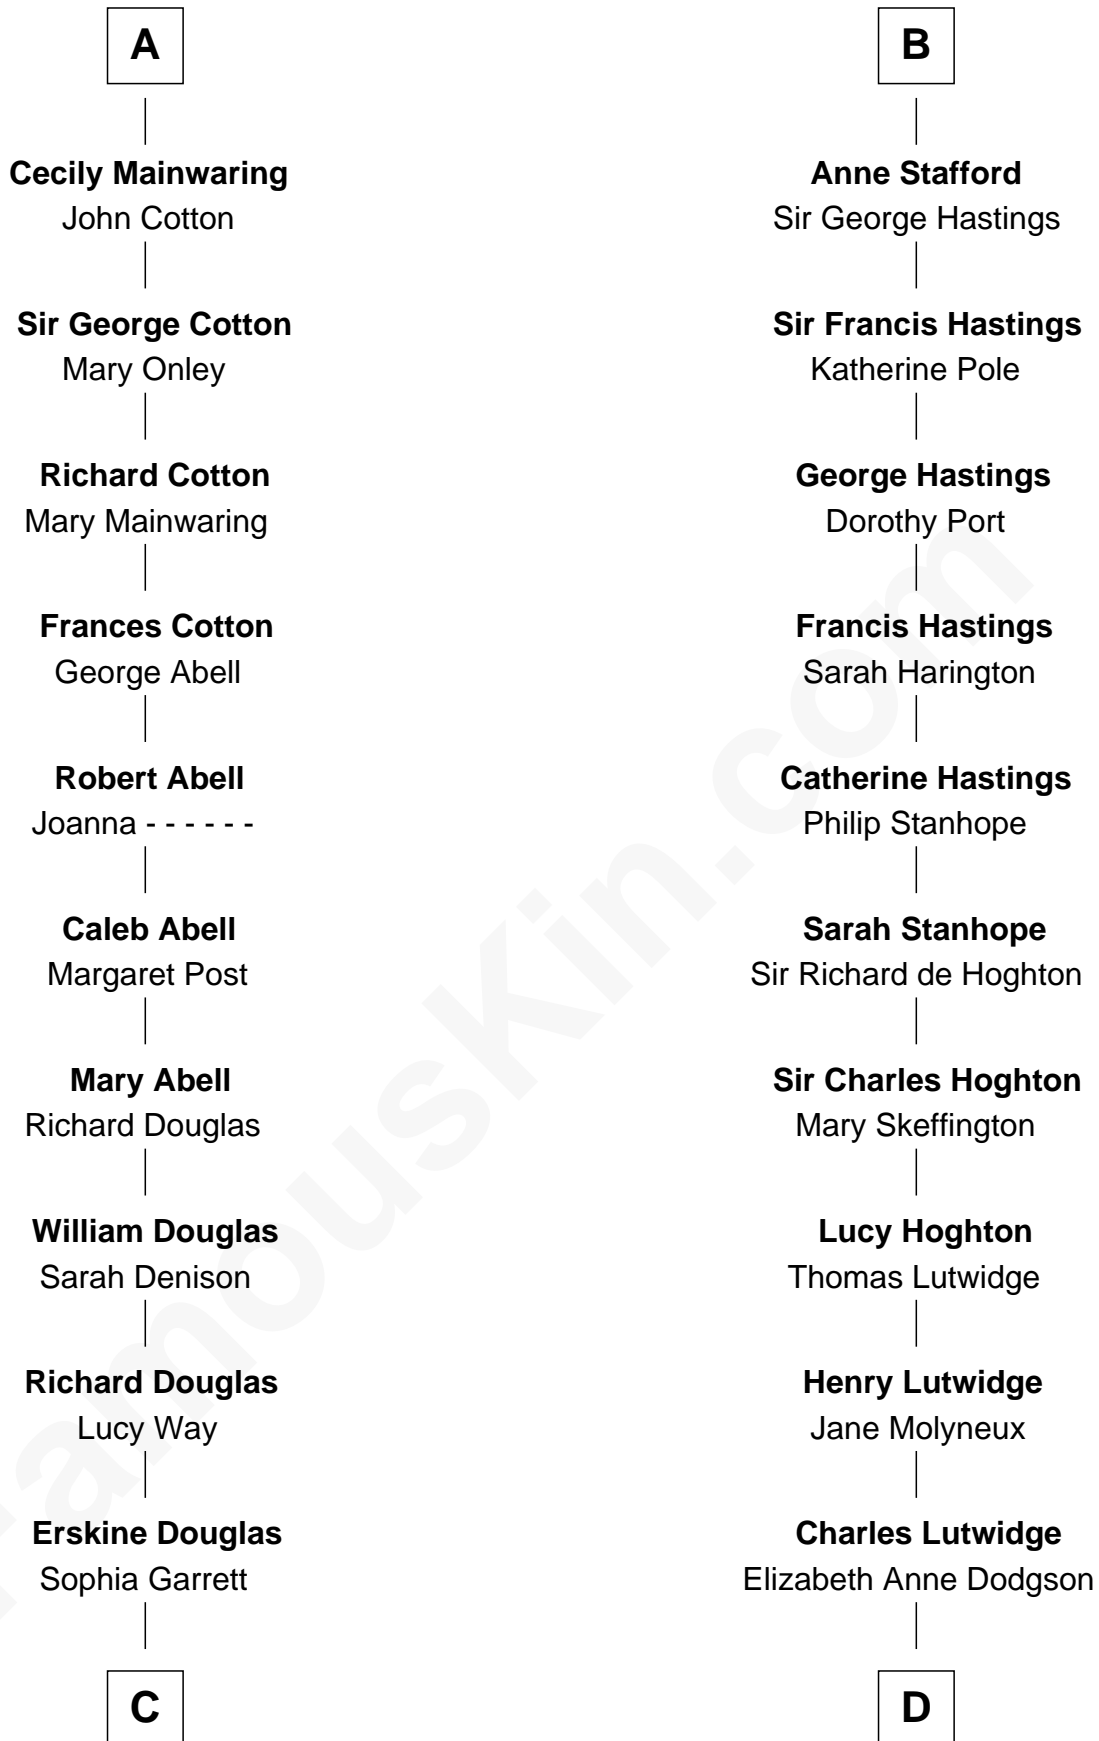 A
Cecily Mainwaring
John Cotton
Sir George Cotton
Mary Onley
Richard Cotton
Mary Mainwaring
Frances Cotton
George Abell
Robert Abell
Joanna - - - - - -
Caleb Abell
Margaret Post
Mary Abell
Richard Douglas
William Douglas
Sarah Denison
Richard Douglas
Lucy Way
Erskine Douglas
Sophia Garrett
C
B
Anne Stafford
Sir George Hastings
Sir Francis Hastings
Katherine Pole
George Hastings
Dorothy Port
Francis Hastings
Sarah Harington
Catherine Hastings
Philip Stanhope
Sarah Stanhope
Sir Richard de Hoghton
Sir Charles Hoghton
Mary Skeffington
Lucy Hoghton
Thomas Lutwidge
Henry Lutwidge
Jane Molyneux
Charles Lutwidge
Elizabeth Anne Dodgson
D
FamousKin.com